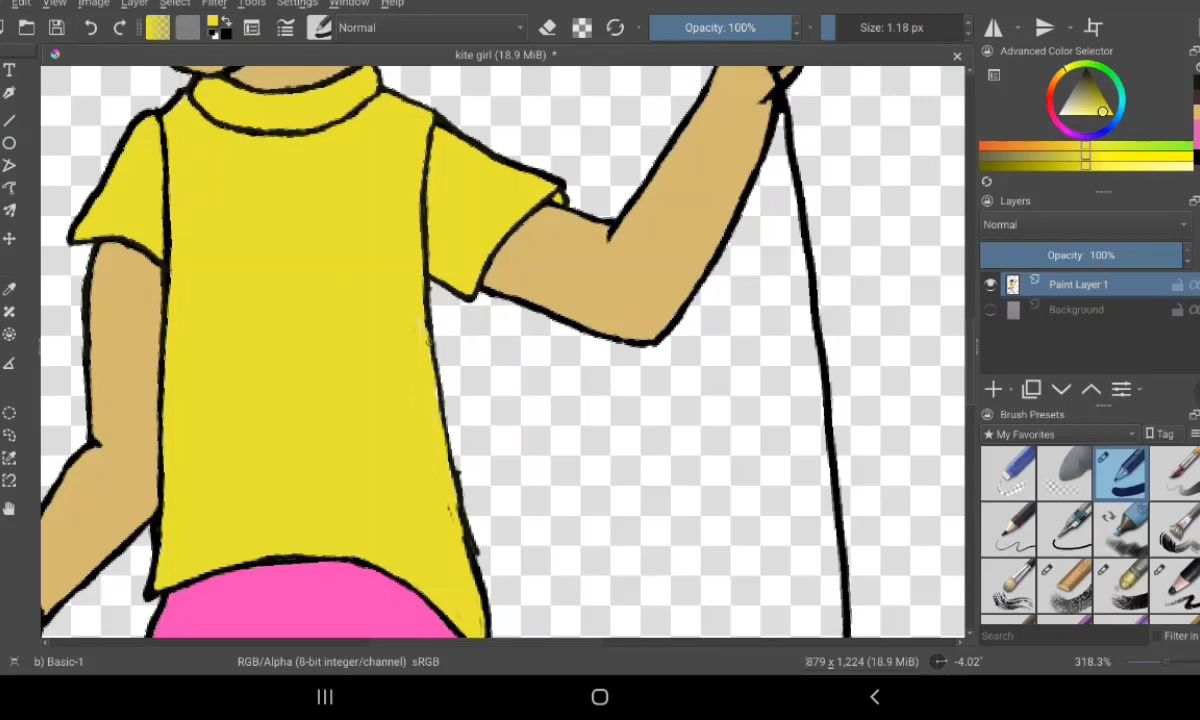 Edit View Image Layer Select Filter Tools Settings Window Help
Normal
Opacity: 100%
Size: 1.18 px
kite girl (18.9 MiB) *
Advanced Color Selector
Layers
Normal
Opacity: 100%
Paint Layer 1
Background
Brush Presets
★ My Favorites
Tag
Search
Filter in
b) Basic-1
RGB/Alpha (8-bit integer/channel) sRGB
879 x 1,224 (18.9 MiB)
-4.02°
318.3%